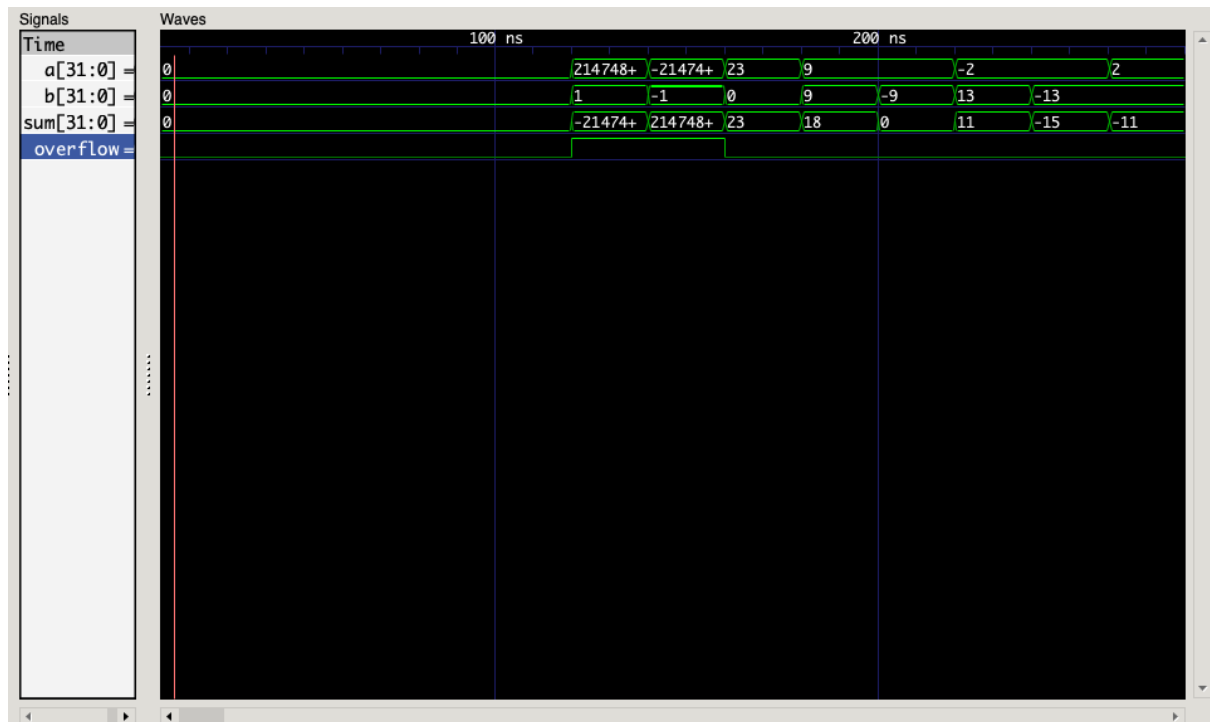 Signals Waves
Time 100 ns 200 ns
a[31:0] = 0 214748+ -21474+ 23 9 -2 2
b[31:0] = 0 1 -1 0 9 -9 13 -13
sum[31:0] = 0 -21474+ 214748+ 23 18 0 11 -15 -11
overflow =